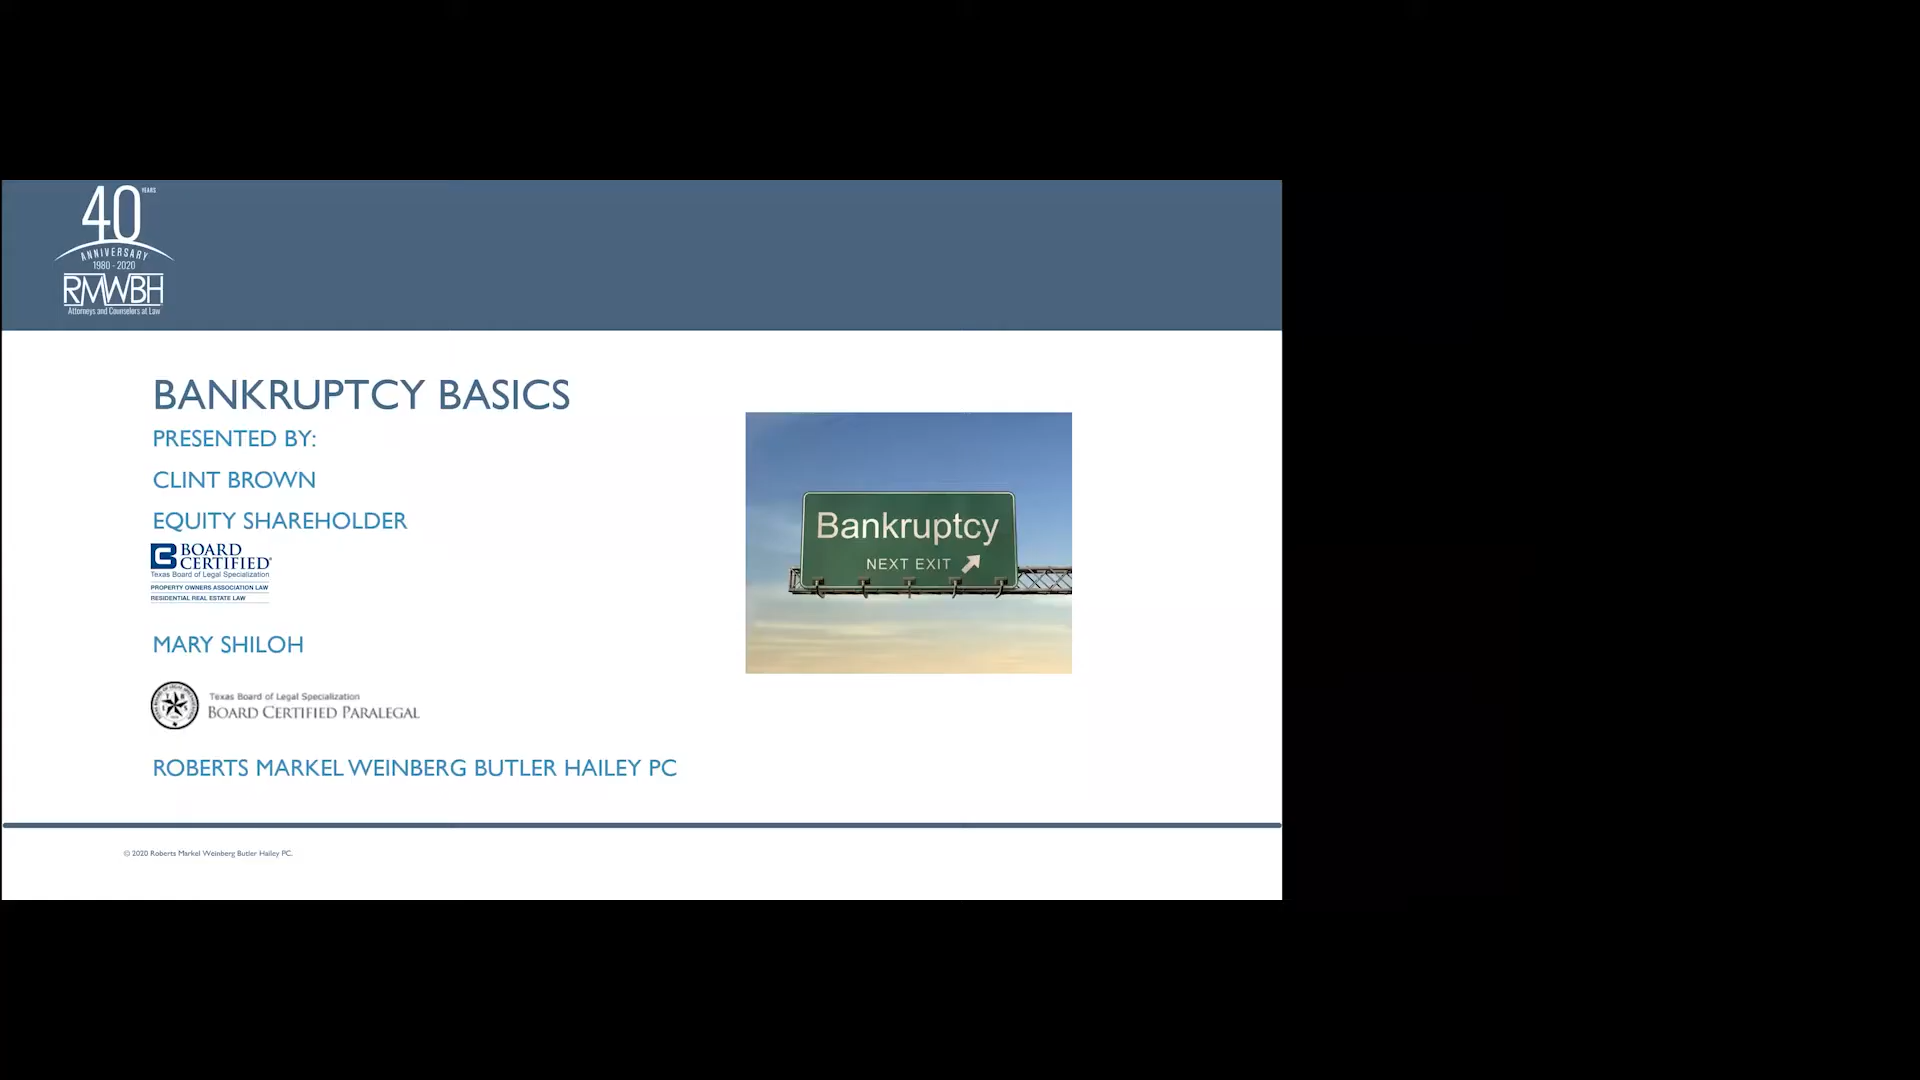 40 YEARS
ANNIVERSARY
1980 - 2020
RMWBH
Attorneys and Counselors at Law
BANKRUPTCY BASICS
PRESENTED BY:
CLINT BROWN
EQUITY SHAREHOLDER
BOARD
CERTIFIED®
Texas Board of Legal Specialization
PROPERTY OWNERS ASSOCIATION LAW
RESIDENTIAL REAL ESTATE LAW
MARY SHILOH
Texas Board of Legal Specialization
BOARD CERTIFIED PARALEGAL
ROBERTS MARKEL WEINBERG BUTLER HAILEY PC
Bankruptcy
NEXT EXIT
© 2020 Roberts Markel Weinberg Butler Hailey PC.